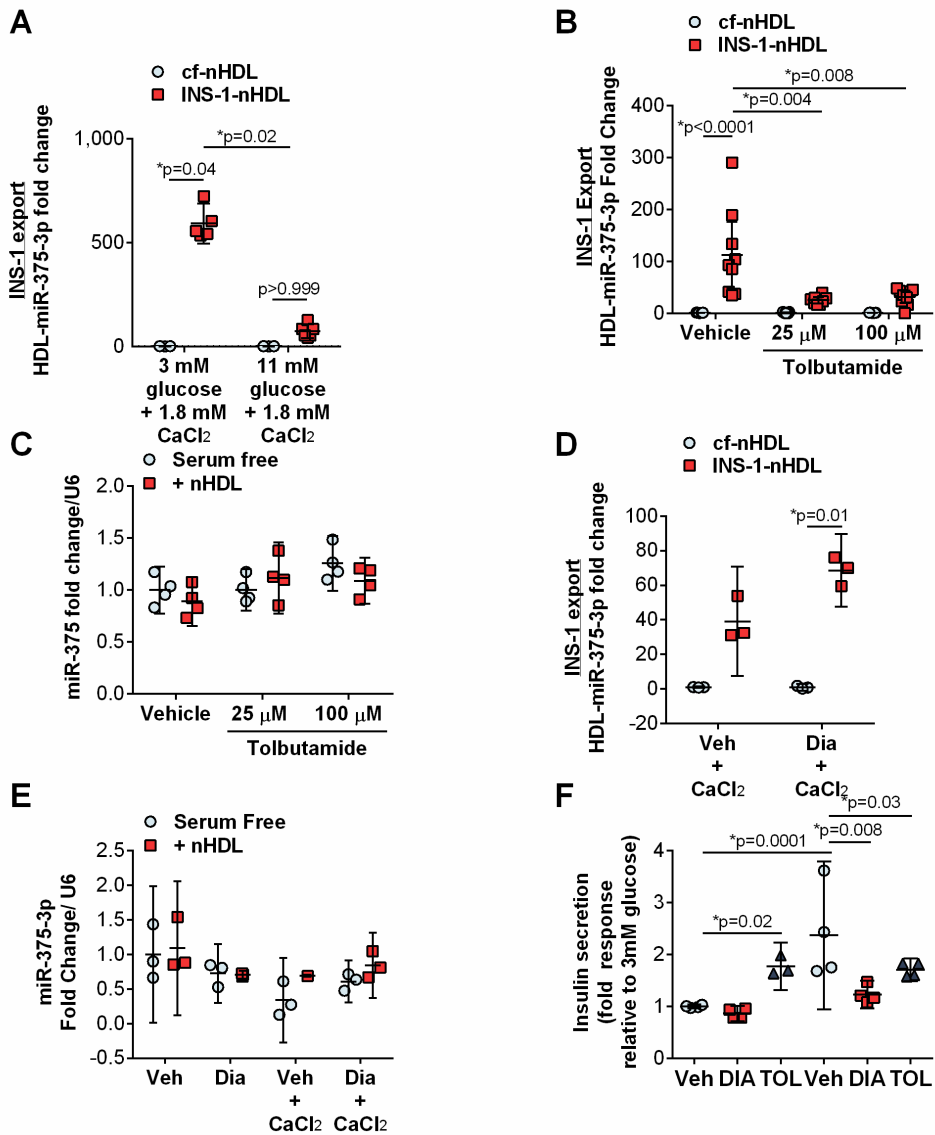 A
cf-nHDL
INS-1-nHDL
INS-1 export
HDL-miR-375-3p fold change
1,000
500
0
*p=0.04
*p=0.02
p>0.999
3 mM
glucose
+ 1.8 mM
CaCl2
11 mM
glucose
+ 1.8 mM
CaCl2
B
cf-nHDL
INS-1-nHDL
INS-1 Export
HDL-miR-375-3p Fold Change
400
300
200
100
0
*p=0.008
*p=0.004
*p<0.0001
Vehicle
25 µM
100 µM
Tolbutamide
C
Serum free
+ nHDL
miR-375 fold change/U6
2.0
1.5
1.0
0.5
0.0
Vehicle
25 µM
100 µM
Tolbutamide
D
cf-nHDL
INS-1-nHDL
INS-1 export
HDL-miR-375-3p fold change
100
80
60
40
20
0
-20
*p=0.01
Veh
+
CaCl2
Dia
+
CaCl2
E
Serum Free
+ nHDL
miR-375-3p
Fold Change/ U6
2.5
2.0
1.5
1.0
0.5
0.0
-0.5
Veh
Dia
Veh
+
CaCl2
Dia
+
CaCl2
F
Insulin secretion
(fold response
relative to 3mM glucose)
4
3
2
1
0
*p=0.03
*p=0.008
*p=0.0001
*p=0.02
Veh DIA TOL Veh DIA TOL